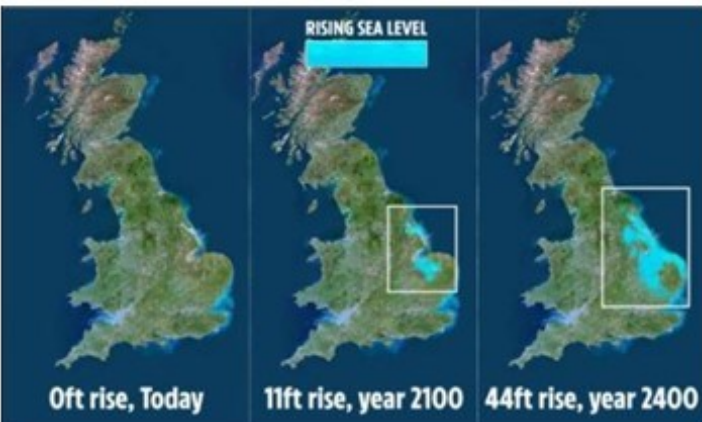 RISING SEA LEVEL
0ft rise, Today
11ft rise, year 2100
44ft rise, year 2400